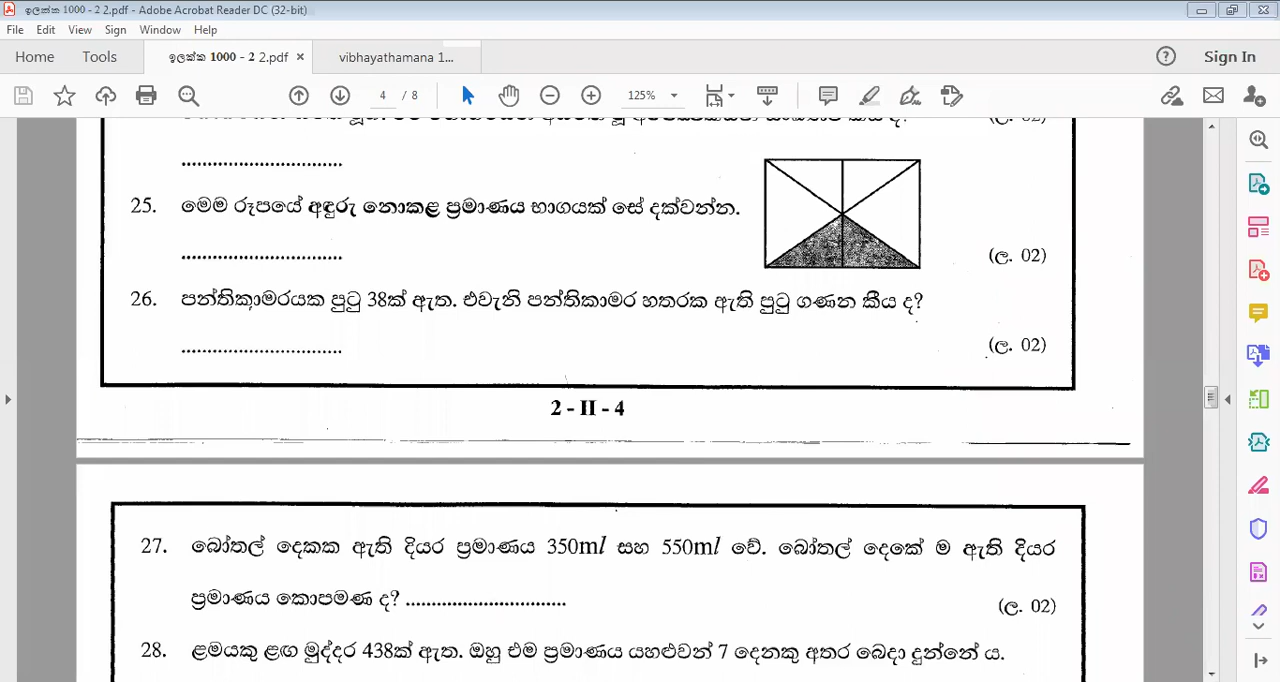 ඉලක්ක 1000 - 2 2.pdf - Adobe Acrobat Reader DC (32-bit)
File Edit View Sign Window Help
Home Tools ඉලක්ක 1000 - 2 2.pdf × vibhayathamana 1... Sign In
4 / 8 125%
25. මෙම රූපයේ අඳුරු නොකළ ප්‍රමාණය භාගයක් සේ දක්වන්න.
.............................. (ල. 02)
26. පන්තිකාමරයක පුටු 38ක් ඇත. එවැනි පන්තිකාමර හතරක ඇති පුටු ගණන කීය ද?
.............................. (ල. 02)
2 - II - 4
27. බෝතල් දෙකක ඇති දියර ප්‍රමාණය 350ml සහ 550ml වේ. බෝතල් දෙකේ ම ඇති දියර
ප්‍රමාණය කොපමණ ද? .............................. (ල. 02)
28. ළමයකු ළඟ මුද්දර 438ක් ඇත. ඔහු එම ප්‍රමාණය යහළුවන් 7 දෙනකු අතර බෙදා දුන්නේ ය.